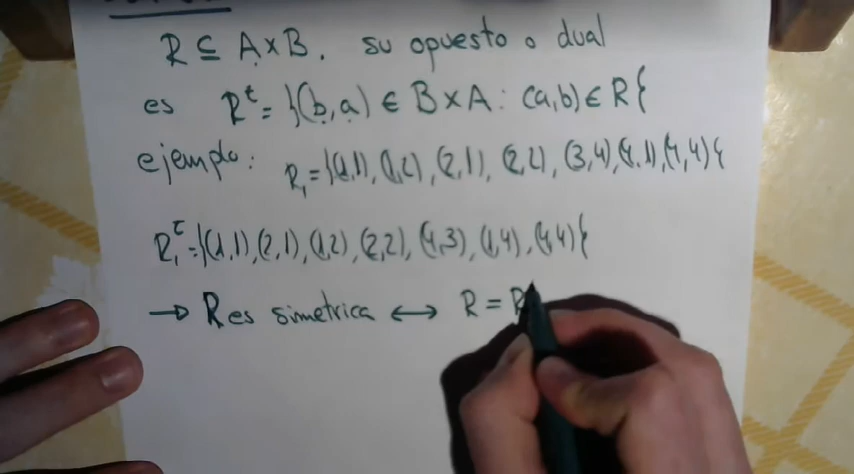 R ⊆ A×B. su opuesto o dual
es Rᵗ = }(b,a) ∈ B×A : (a,b) ∈ R{
ejemplo: R₁ = }(1,1), (1,2), (2,1), (2,2), (3,4), (4,1), (4,4){
R₁ᵗ = }(1,1), (2,1), (1,2), (2,2), (4,3), (1,4), (4,4){
→ R es simetrica ↔ R = R